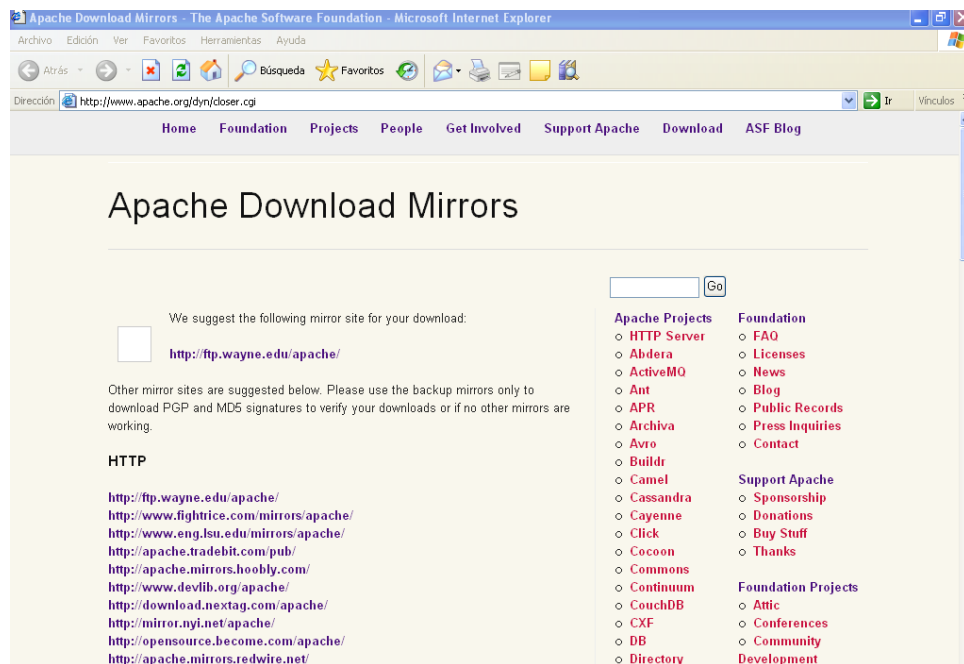 Apache Download Mirrors - The Apache Software Foundation - Microsoft Internet Explorer
Archivo Edición Ver Favoritos Herramientas Ayuda
Atrás Búsqueda Favoritos
Dirección http://www.apache.org/dyn/closer.cgi Ir Vínculos
Home Foundation Projects People Get Involved Support Apache Download ASF Blog
Apache Download Mirrors
Go
We suggest the following mirror site for your download:
http://ftp.wayne.edu/apache/
Other mirror sites are suggested below. Please use the backup mirrors only to
download PGP and MD5 signatures to verify your downloads or if no other mirrors are
working.
HTTP
http://ftp.wayne.edu/apache/
http://www.fightrice.com/mirrors/apache/
http://www.eng.lsu.edu/mirrors/apache/
http://apache.tradebit.com/pub/
http://apache.mirrors.hoobly.com/
http://www.devlib.org/apache/
http://download.nextag.com/apache/
http://mirror.nyi.net/apache/
http://opensource.become.com/apache/
http://apache.mirrors.redwire.net/
Apache Projects
HTTP Server
Abdera
ActiveMQ
Ant
APR
Archiva
Avro
Buildr
Camel
Cassandra
Cayenne
Click
Cocoon
Commons
Continuum
CouchDB
CXF
DB
Directory
Foundation
FAQ
Licenses
News
Blog
Public Records
Press Inquiries
Contact
Support Apache
Sponsorship
Donations
Buy Stuff
Thanks
Foundation Projects
Attic
Conferences
Community
Development